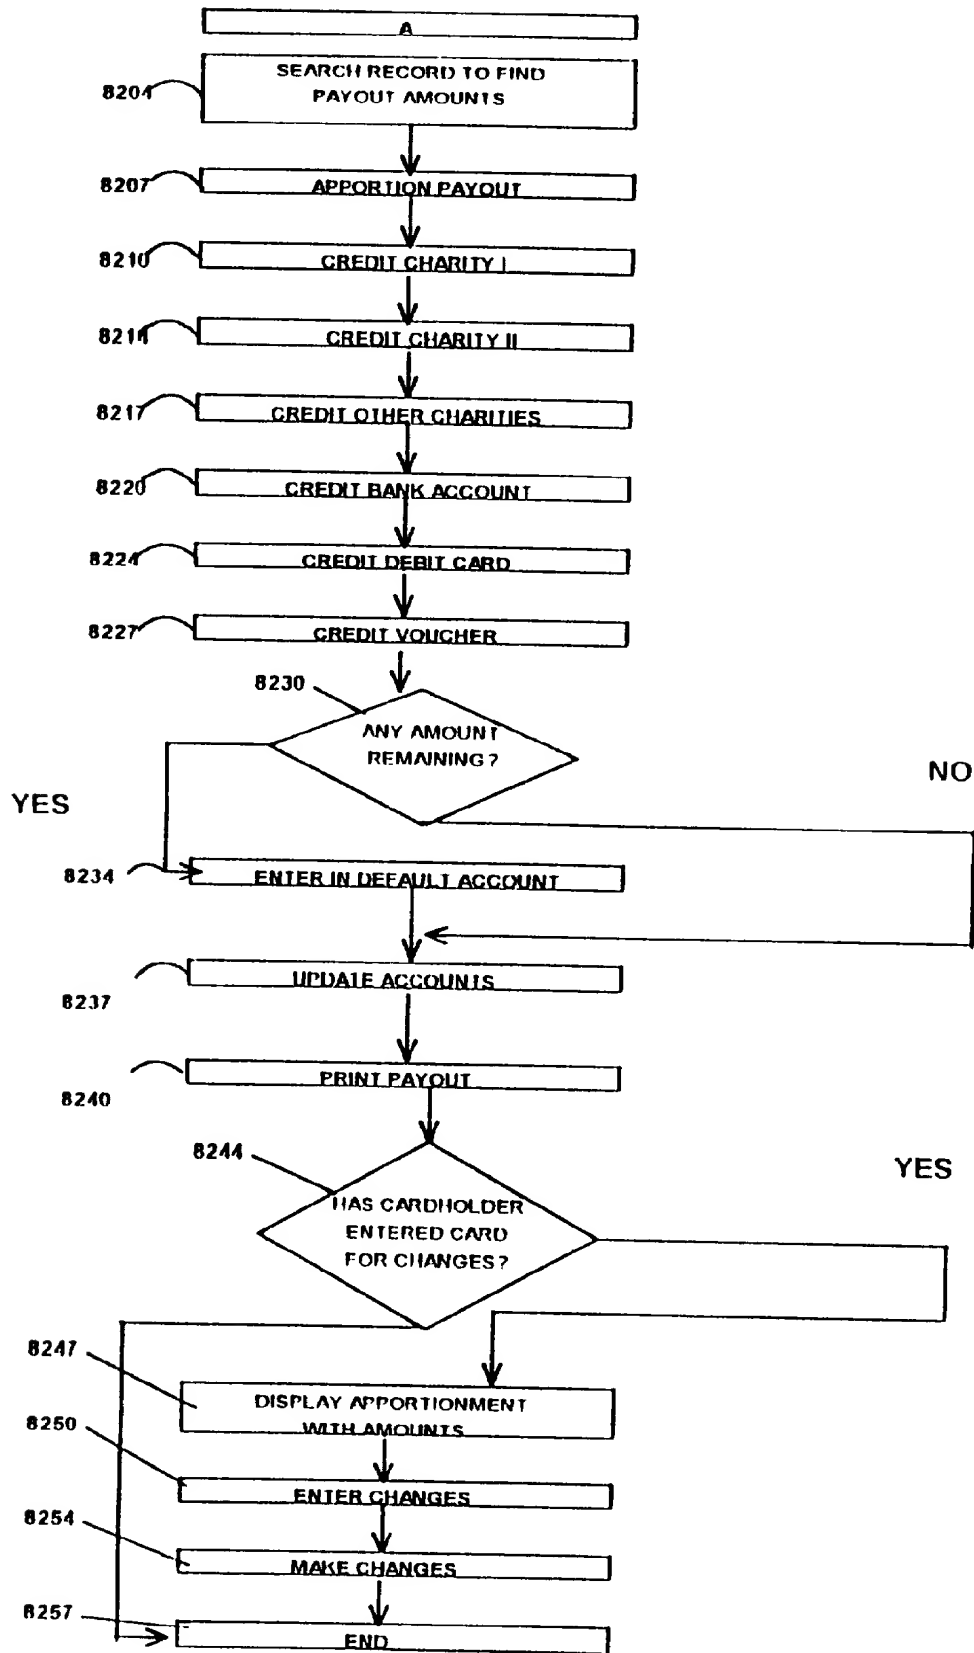 A
SEARCH RECORD TO FIND
PAYOUT AMOUNTS
8204
8207
APPORTION PAYOUT
8210
CREDIT CHARITY I
8214
CREDIT CHARITY II
8217
CREDIT OTHER CHARITIES
8220
CREDIT BANK ACCOUNT
8224
CREDIT DEBIT CARD
8227
CREDIT VOUCHER
8230
ANY AMOUNT
REMAINING?
NO
YES
8234
ENTER IN DEFAULT ACCOUNT
8237
UPDATE ACCOUNTS
8240
PRINT PAYOUT
8244
YES
HAS CARDHOLDER
ENTERED CARD
FOR CHANGES?
8247
DISPLAY APPORTIONMENT
WITH AMOUNTS
8250
ENTER CHANGES
8254
MAKE CHANGES
8257
END